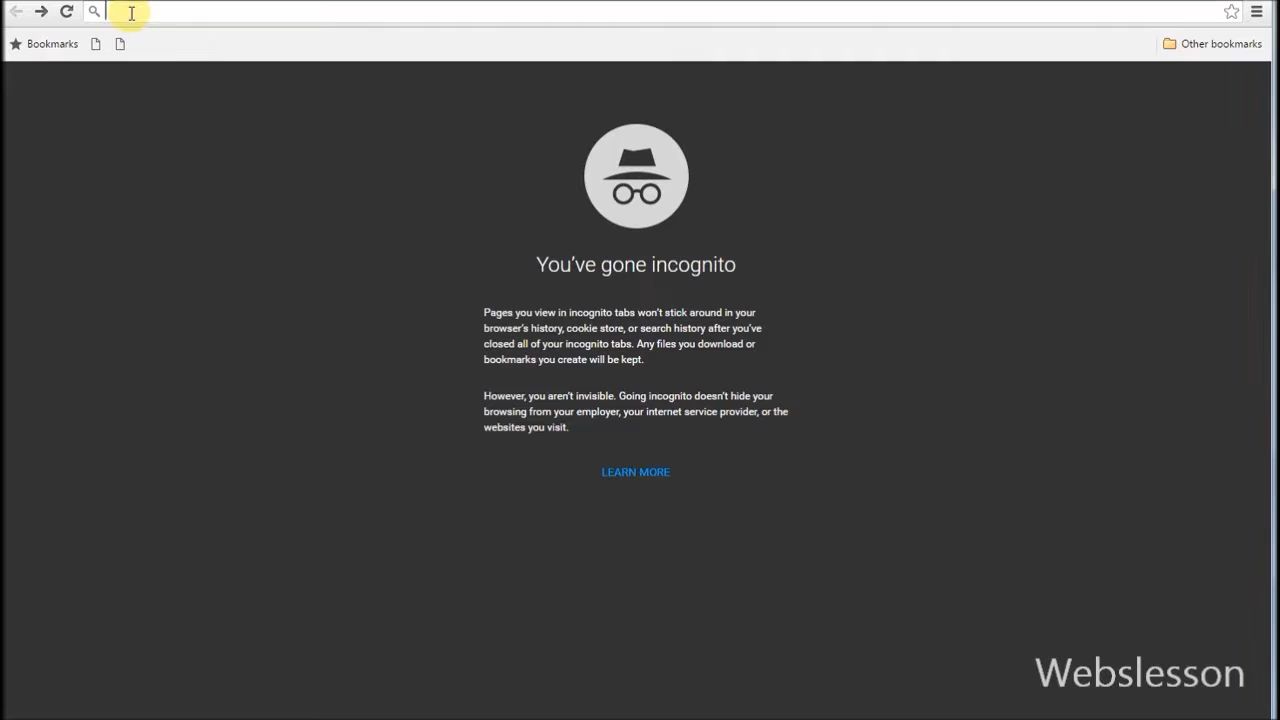 Bookmarks
Other bookmarks
You've gone incognito
Pages you view in incognito tabs won't stick around in your
browser's history, cookie store, or search history after you've
closed all of your incognito tabs. Any files you download or
bookmarks you create will be kept.
However, you aren't invisible. Going incognito doesn't hide your
browsing from your employer, your internet service provider, or the
websites you visit.
LEARN MORE
Webslesson